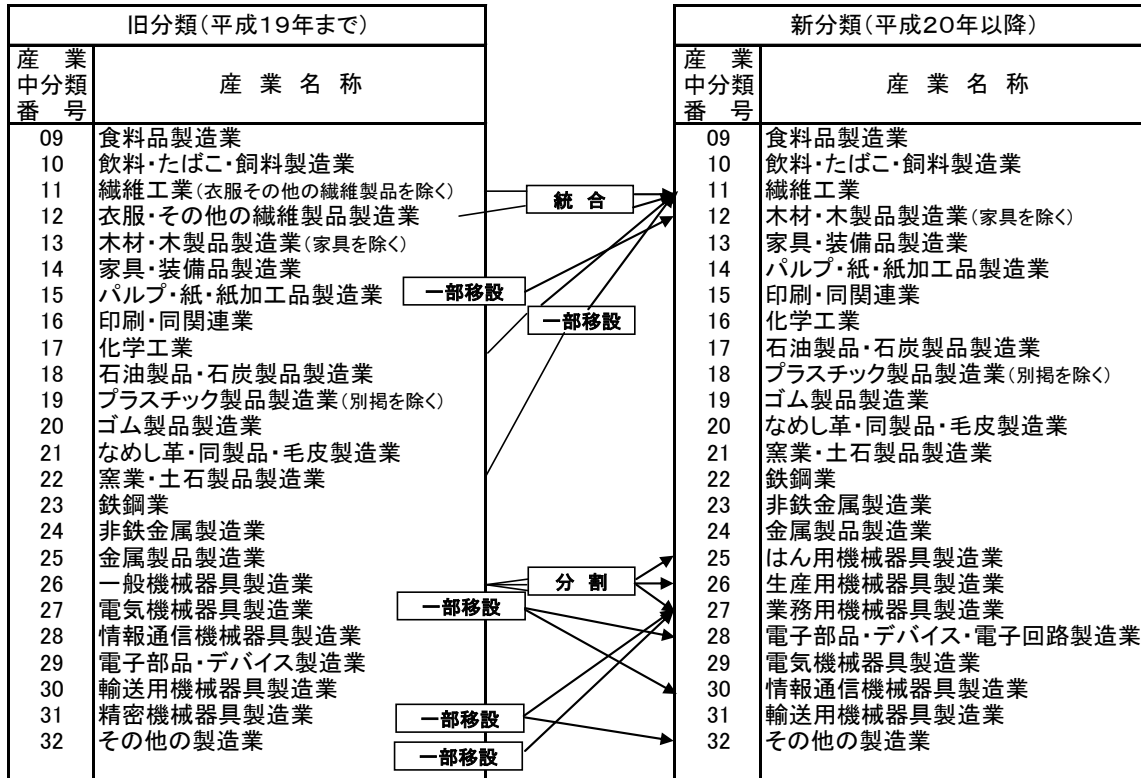 旧分類(平成19年まで)
産 業
中分類
番 号
産 業 名 称
09 食料品製造業
10 飲料・たばこ・飼料製造業
11 繊維工業(衣服その他の繊維製品を除く)
12 衣服・その他の繊維製品製造業
13 木材・木製品製造業(家具を除く)
14 家具・装備品製造業
15 パルプ・紙・紙加工品製造業
16 印刷・同関連業
17 化学工業
18 石油製品・石炭製品製造業
19 プラスチック製品製造業(別掲を除く)
20 ゴム製品製造業
21 なめし革・同製品・毛皮製造業
22 窯業・土石製品製造業
23 鉄鋼業
24 非鉄金属製造業
25 金属製品製造業
26 一般機械器具製造業
27 電気機械器具製造業
28 情報通信機械器具製造業
29 電子部品・デバイス製造業
30 輸送用機械器具製造業
31 精密機械器具製造業
32 その他の製造業
統 合
一部移設
一部移設
分 割
一部移設
一部移設
一部移設
新分類(平成20年以降)
産 業
中分類
番 号
産 業 名 称
09 食料品製造業
10 飲料・たばこ・飼料製造業
11 繊維工業
12 木材・木製品製造業(家具を除く)
13 家具・装備品製造業
14 パルプ・紙・紙加工品製造業
15 印刷・同関連業
16 化学工業
17 石油製品・石炭製品製造業
18 プラスチック製品製造業(別掲を除く)
19 ゴム製品製造業
20 なめし革・同製品・毛皮製造業
21 窯業・土石製品製造業
22 鉄鋼業
23 非鉄金属製造業
24 金属製品製造業
25 はん用機械器具製造業
26 生産用機械器具製造業
27 業務用機械器具製造業
28 電子部品・デバイス・電子回路製造業
29 電気機械器具製造業
30 情報通信機械器具製造業
31 輸送用機械器具製造業
32 その他の製造業